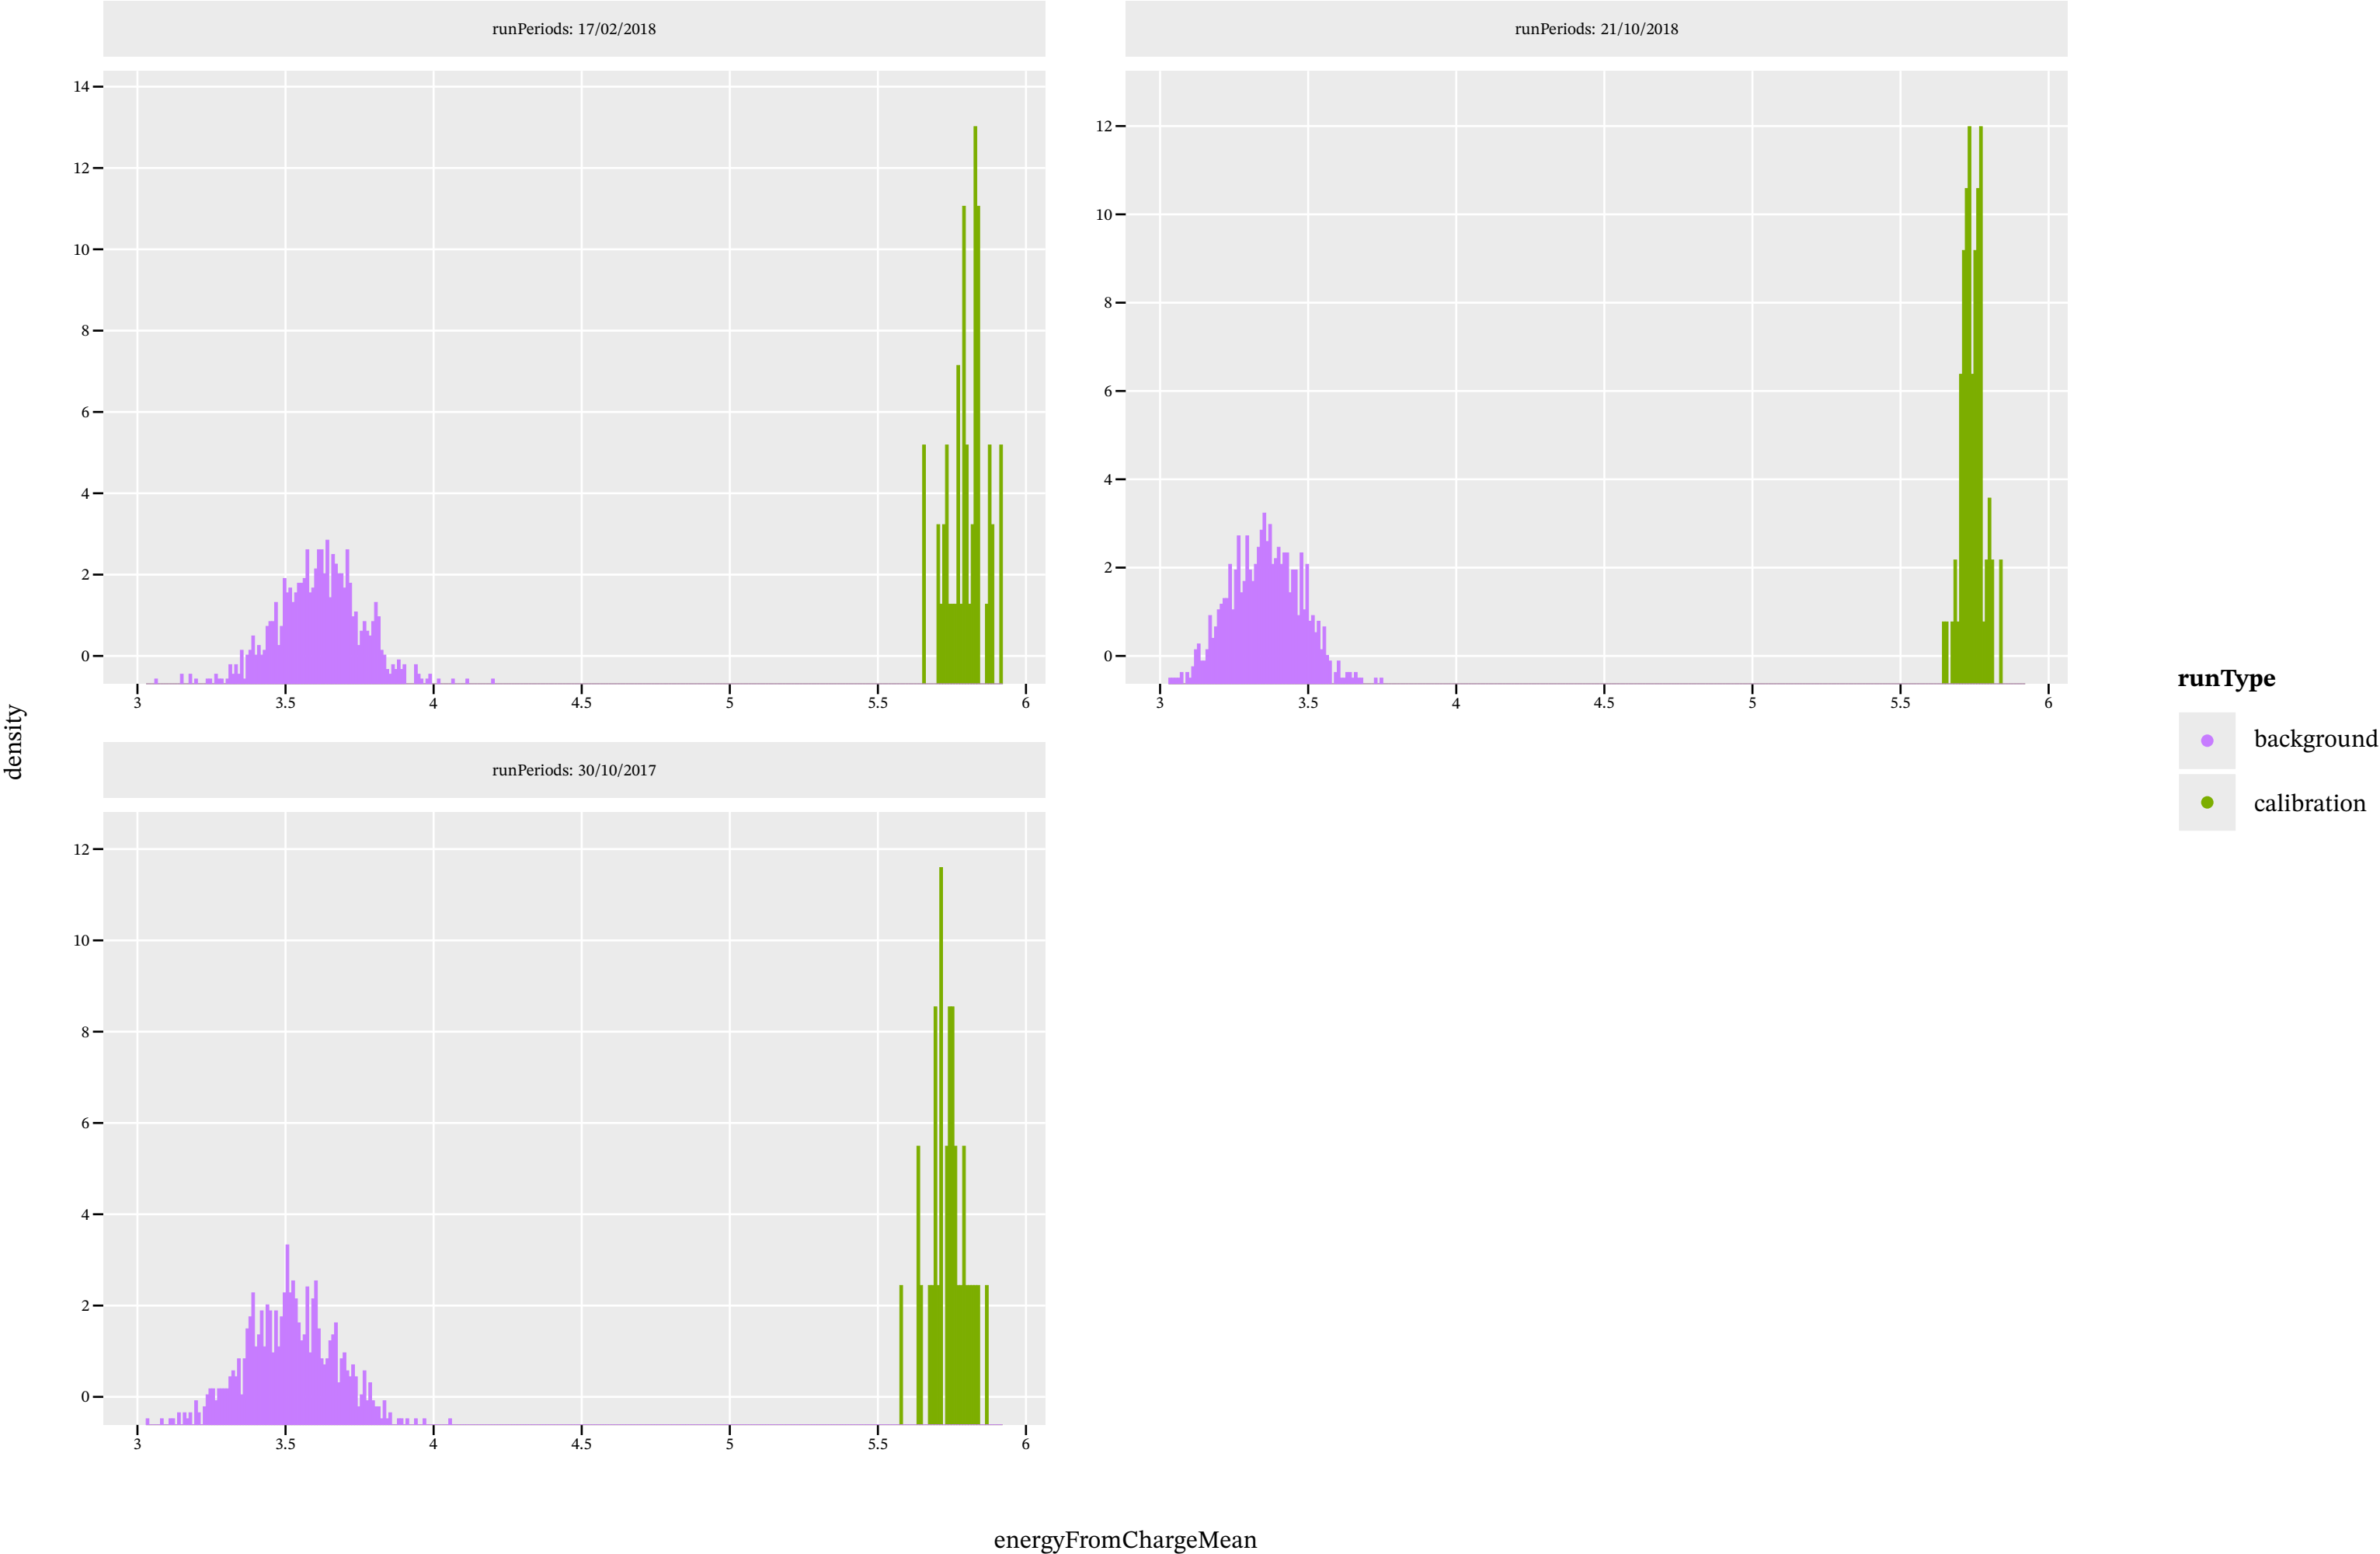 runPeriods: 17/02/2018
14
12
10
8
6
4
2
0
3 3.5 4 4.5 5 5.5 6
runPeriods: 21/10/2018
12
10
8
6
4
2
0
3 3.5 4 4.5 5 5.5 6
density
runPeriods: 30/10/2017
12
10
8
6
4
2
0
3 3.5 4 4.5 5 5.5 6
energyFromChargeMean
runType
background
calibration